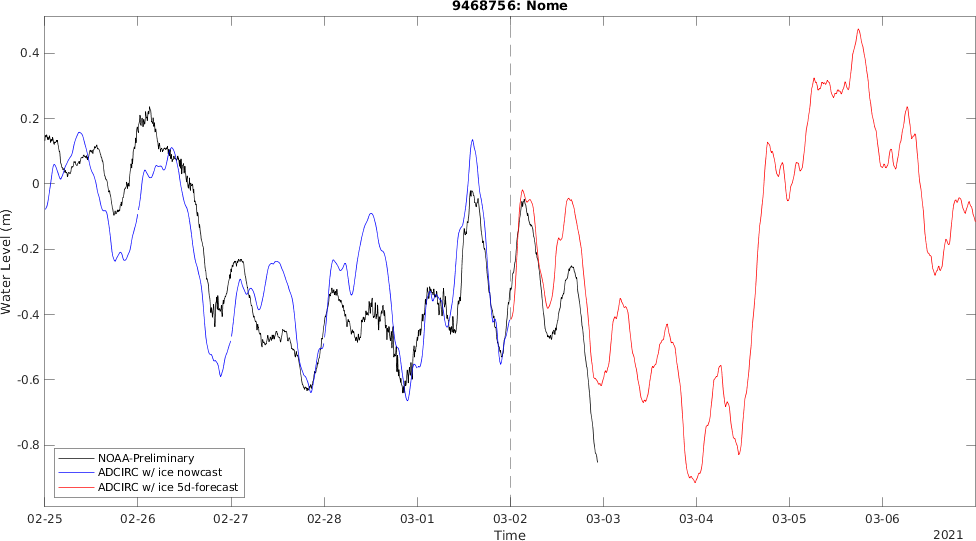 9468756: Nome
Water Level (m)
0.4
0.2
0
-0.2
-0.4
-0.6
-0.8
NOAA-Preliminary
ADCIRC w/ ice nowcast
ADCIRC w/ ice 5d-forecast
02-25 02-26 02-27 02-28 03-01 03-02 03-03 03-04 03-05 03-06
Time
2021